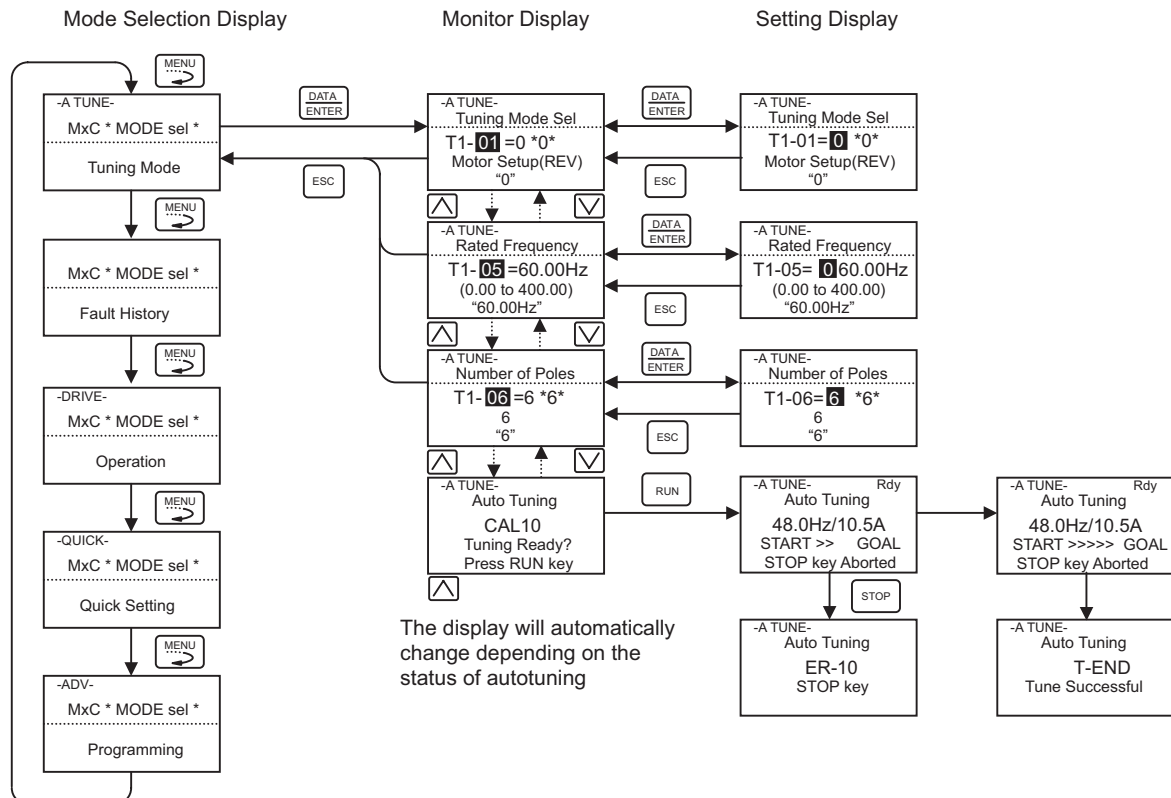 Mode Selection Display
Monitor Display
Setting Display
MENU
-A TUNE-
MxC * MODE sel *
Tuning Mode
MENU
MxC * MODE sel *
Fault History
MENU
-DRIVE-
MxC * MODE sel *
Operation
MENU
-QUICK-
MxC * MODE sel *
Quick Setting
MENU
-ADV-
MxC * MODE sel *
Programming
DATA
ENTER
ESC
-A TUNE-
Tuning Mode Sel
T1-01 =0 *0*
Motor Setup(REV)
“0”
DATA
ENTER
ESC
-A TUNE-
Tuning Mode Sel
T1-01= 0 *0*
Motor Setup(REV)
“0”
-A TUNE-
Rated Frequency
T1- 05 =60.00Hz
(0.00 to 400.00)
“60.00Hz”
DATA
ENTER
ESC
-A TUNE-
Rated Frequency
T1-05= 060.00Hz
(0.00 to 400.00)
“60.00Hz”
-A TUNE-
Number of Poles
T1- 06 =6 *6*
6
“6”
DATA
ENTER
ESC
-A TUNE-
Number of Poles
T1-06= 6 *6*
6
“6”
-A TUNE-
Auto Tuning
CAL10
Tuning Ready?
Press RUN key
RUN
-A TUNE- Rdy
Auto Tuning
48.0Hz/10.5A
START >> GOAL
STOP key Aborted
-A TUNE- Rdy
Auto Tuning
48.0Hz/10.5A
START >>>>> GOAL
STOP key Aborted
The display will automatically
change depending on the
status of autotuning
STOP
-A TUNE-
Auto Tuning
ER-10
STOP key
-A TUNE-
Auto Tuning
T-END
Tune Successful